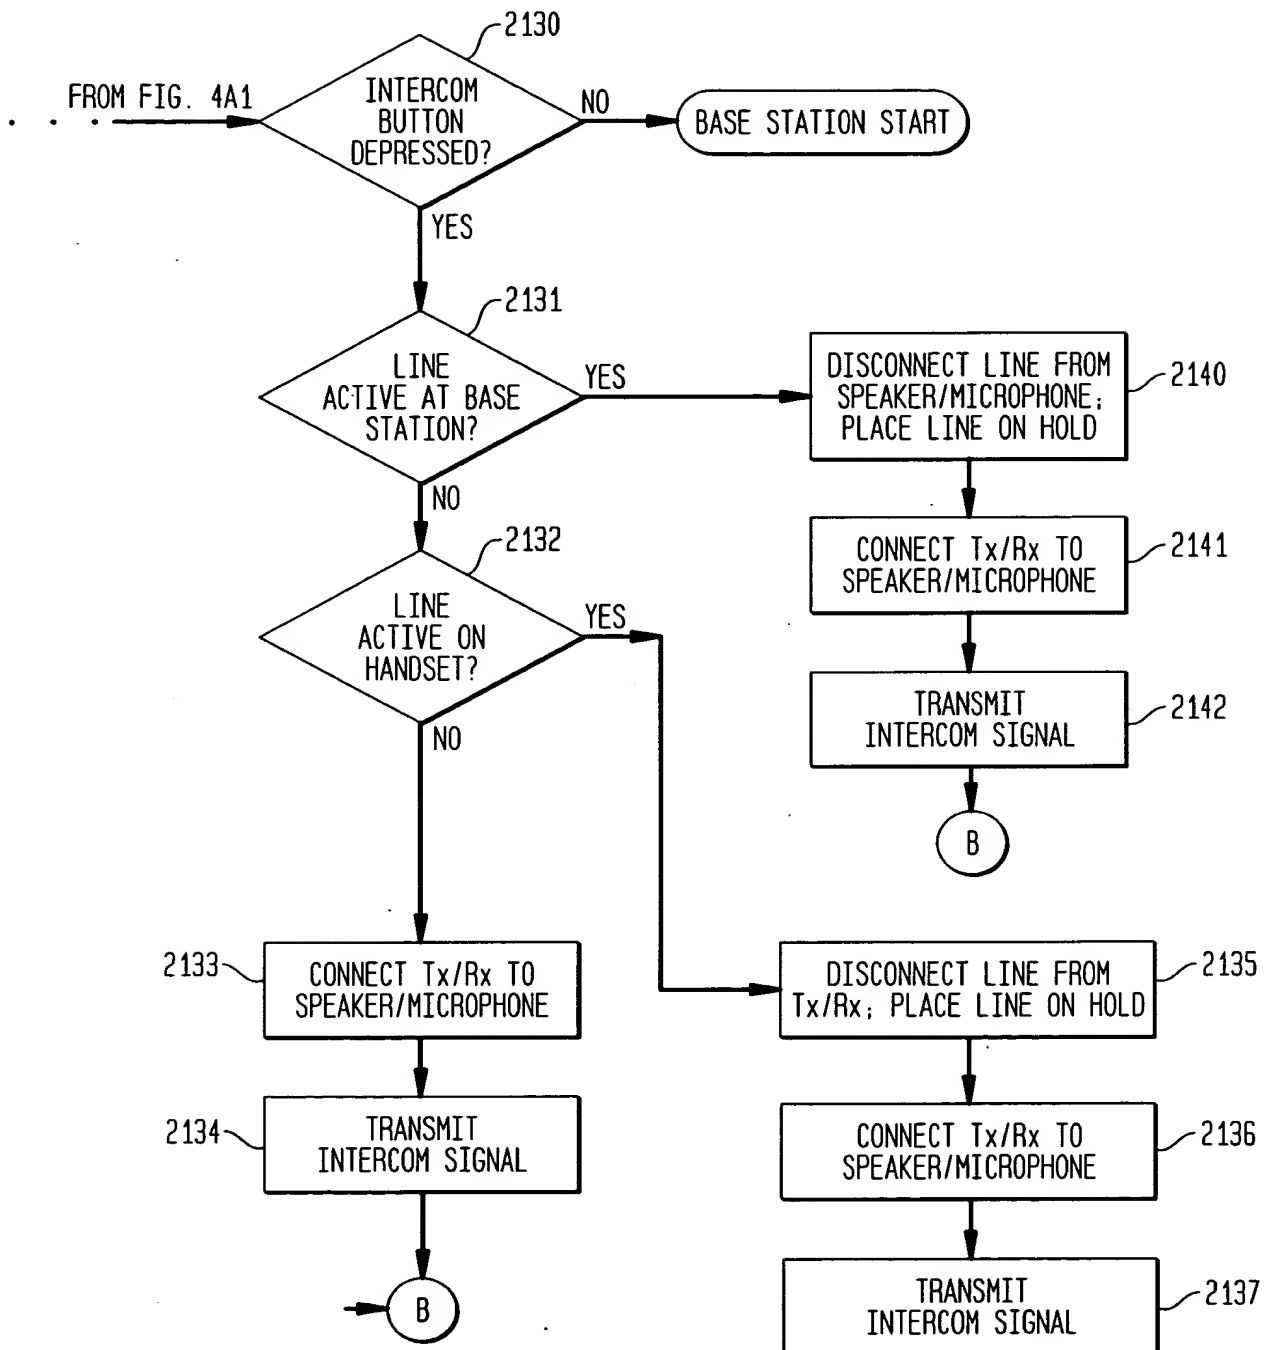 2130
FROM FIG. 4A1
INTERCOM
BUTTON
DEPRESSED?
NO
BASE STATION START
YES
2131
LINE
ACTIVE AT BASE
STATION?
YES
DISCONNECT LINE FROM
SPEAKER/MICROPHONE;
PLACE LINE ON HOLD
2140
NO
2132
LINE
ACTIVE ON
HANDSET?
YES
CONNECT Tx/Rx TO
SPEAKER/MICROPHONE
2141
TRANSMIT
INTERCOM SIGNAL
2142
NO
B
2133
CONNECT Tx/Rx TO
SPEAKER/MICROPHONE
DISCONNECT LINE FROM
Tx/Rx; PLACE LINE ON HOLD
2135
2134
TRANSMIT
INTERCOM SIGNAL
CONNECT Tx/Rx TO
SPEAKER/MICROPHONE
2136
B
TRANSMIT
INTERCOM SIGNAL
2137